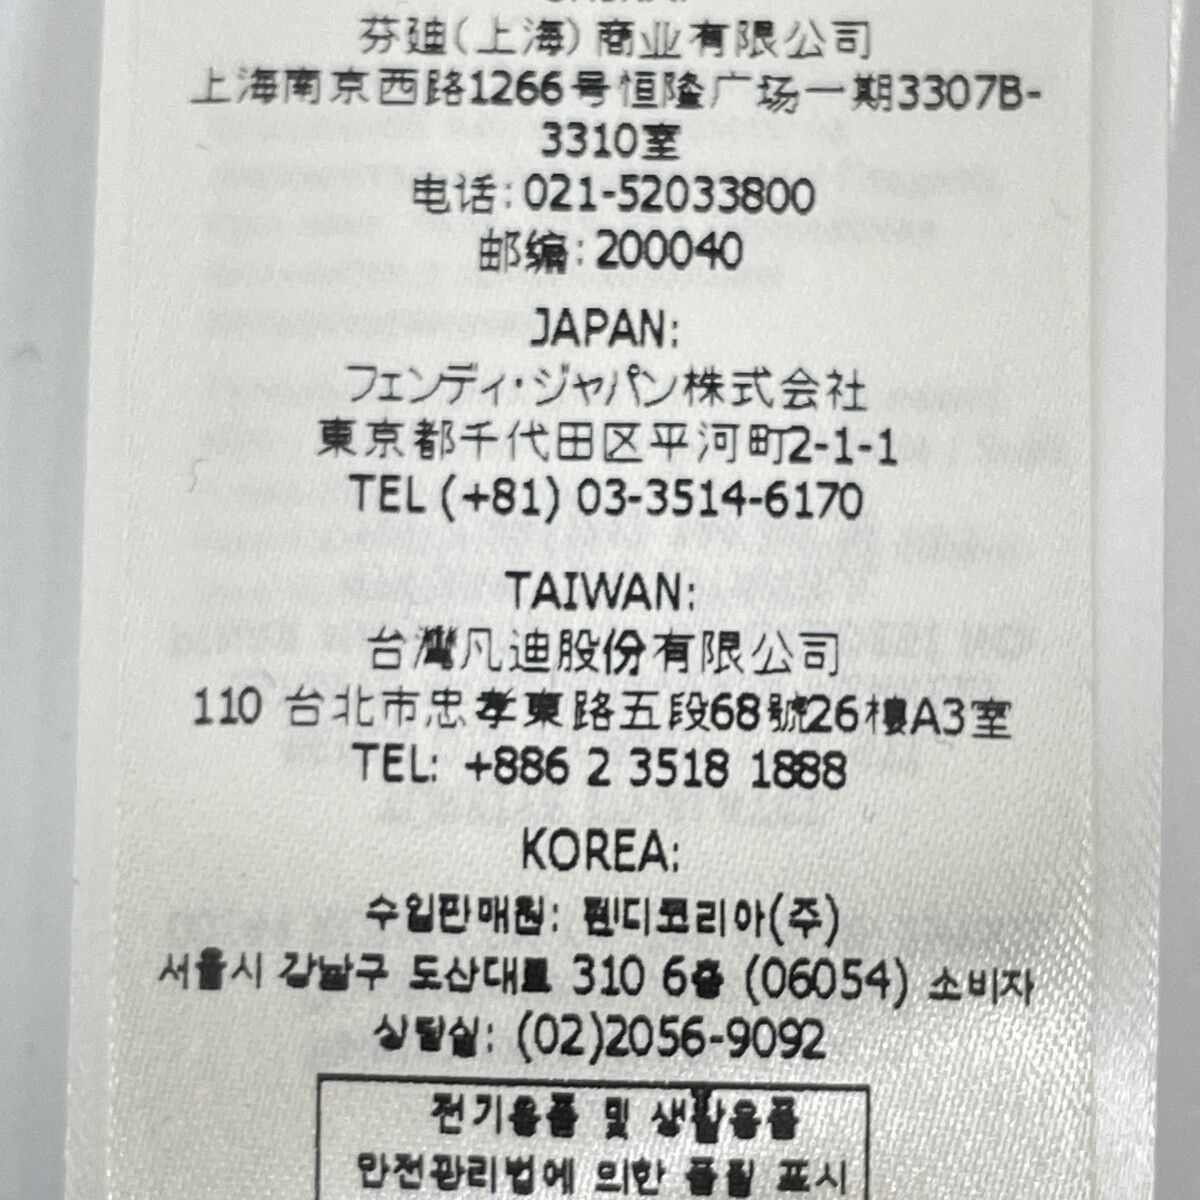 芬迪(上海)商业有限公司
上海南京西路1266号恒隆广场一期3307B-
3310室
电话:021-52033800
邮编:200040
JAPAN:
フェンディ・ジャパン株式会社
東京都千代田区平河町2-1-1
TEL (+81) 03-3514-6170
TAIWAN:
台灣凡迪股份有限公司
110 台北市忠孝東路五段68號26樓A3室
TEL: +886 2 3518 1888
KOREA:
수입판매원: 펜디코리아(주)
서울시 강남구 도산대로 310 6층 (06054) 소비자
상담실: (02)2056-9092
전기용품 및 생활용품
안전관리법에 의한 품질 표시